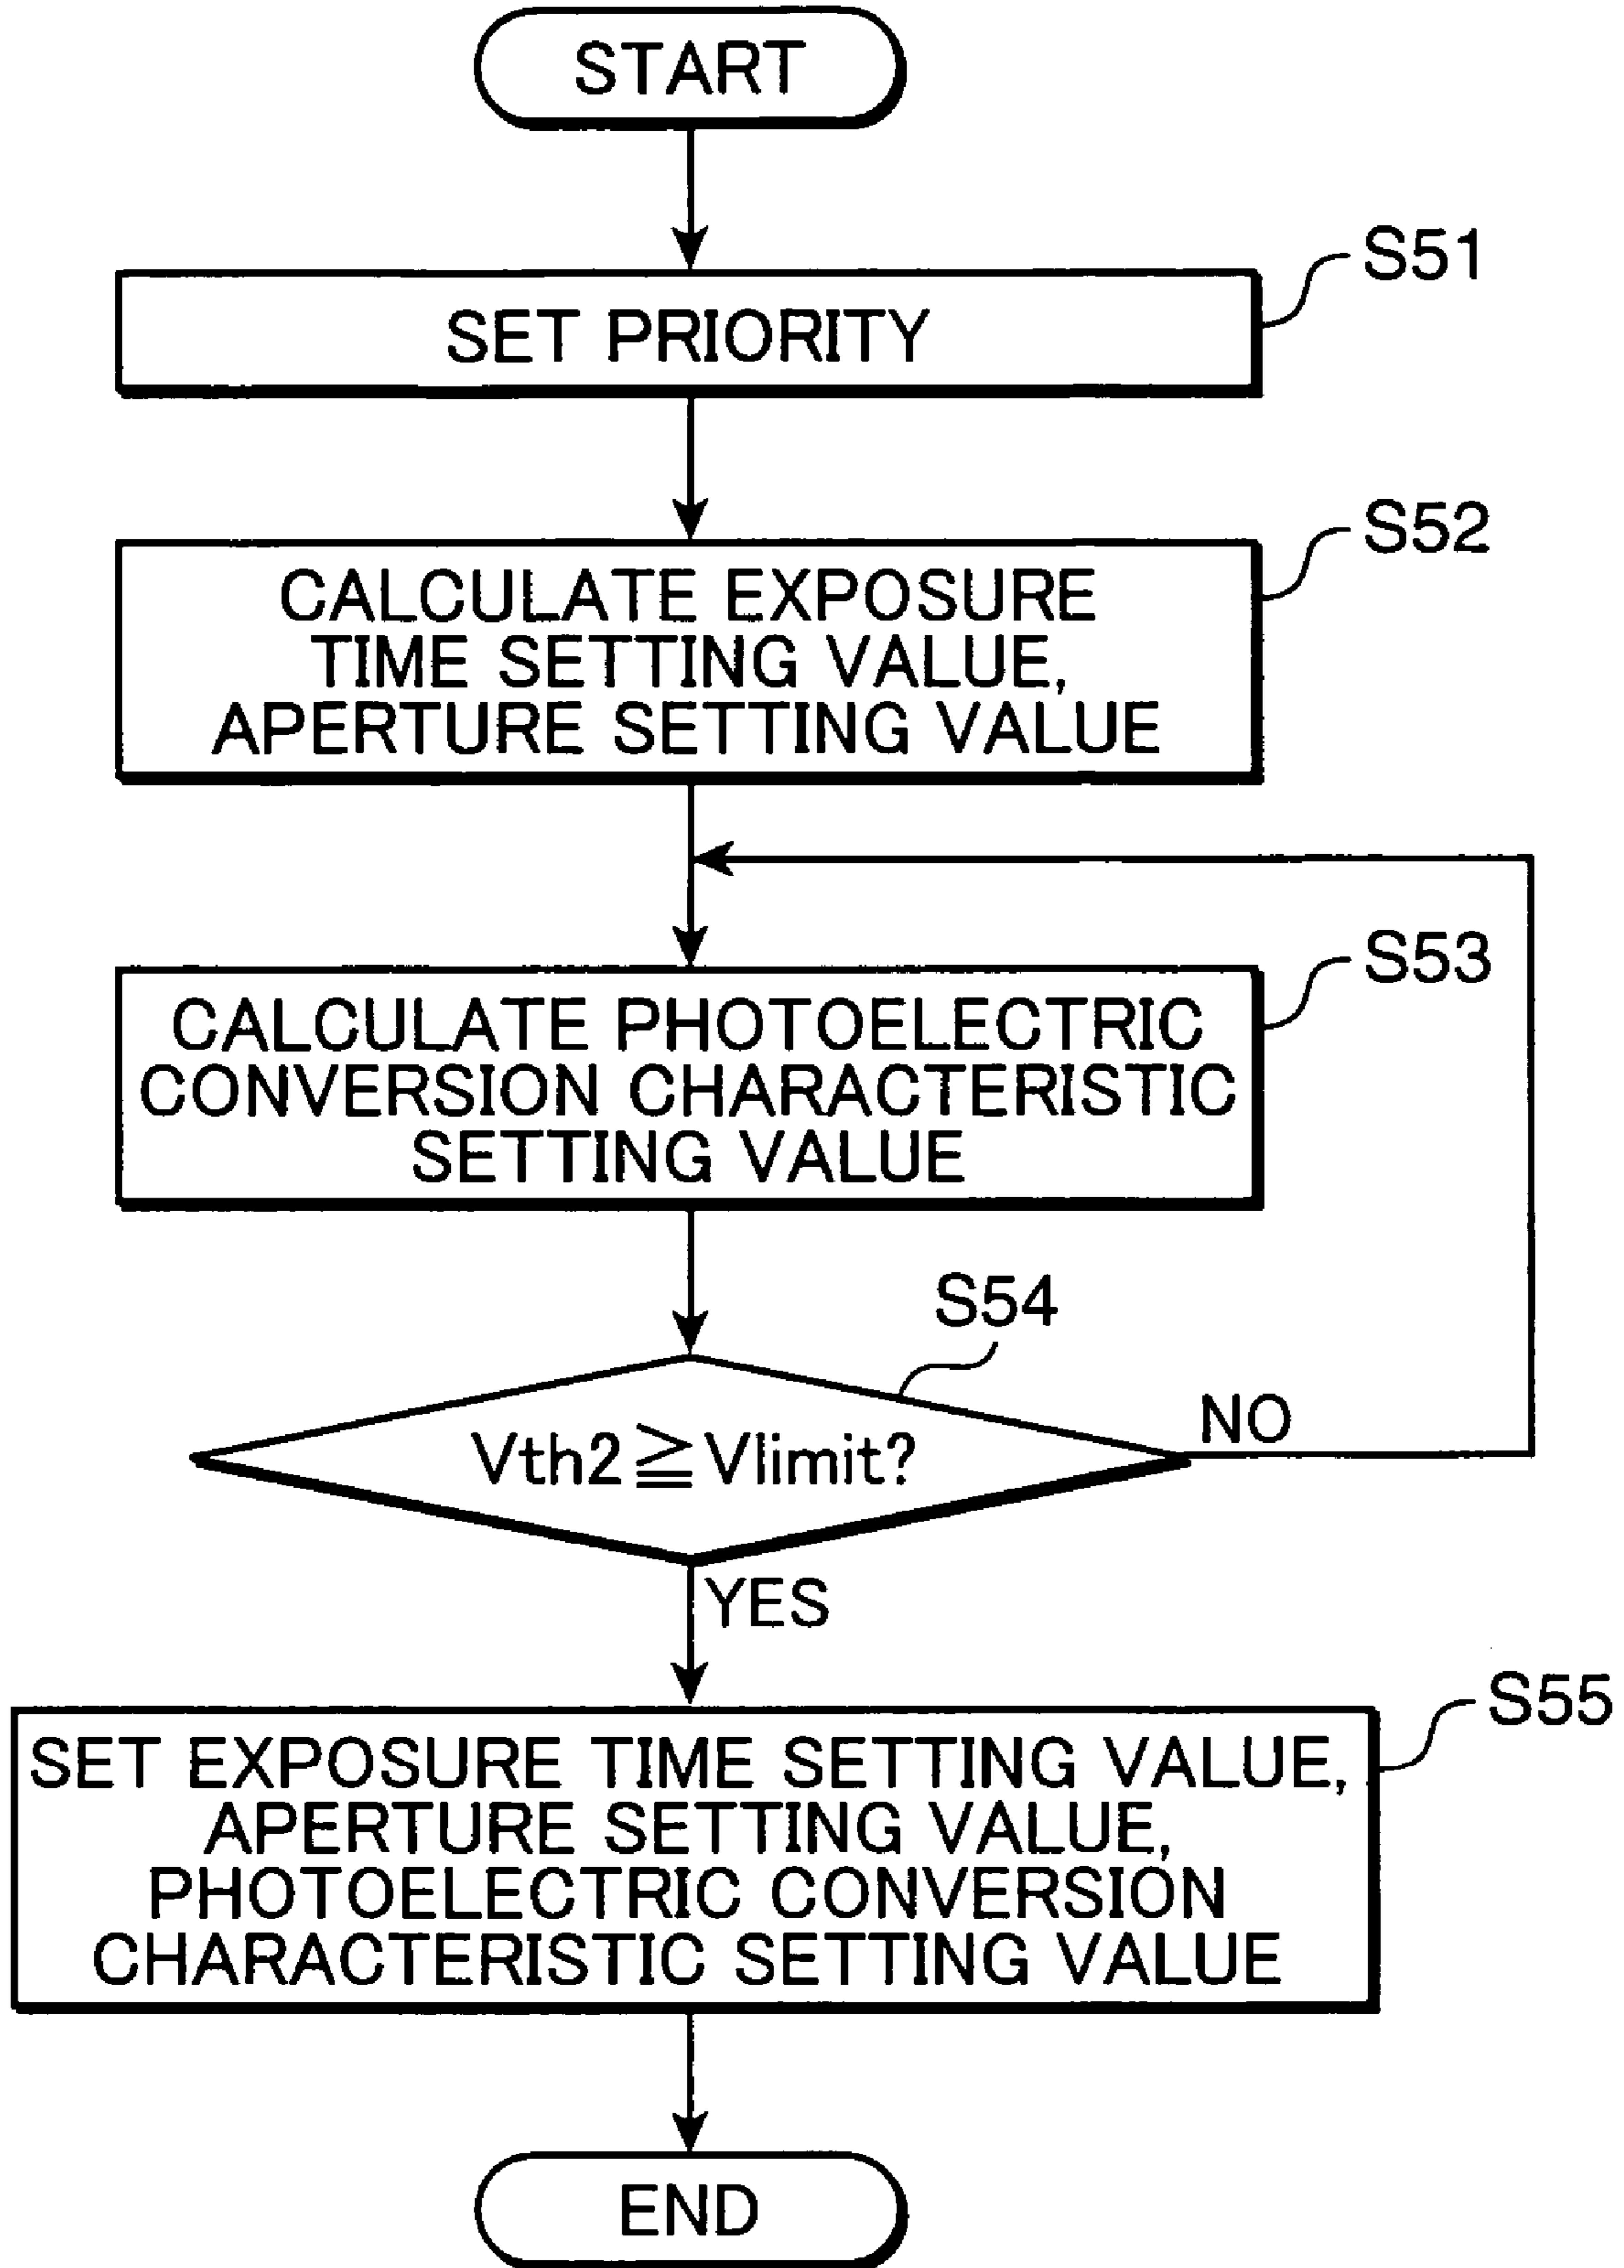 START
S51
SET PRIORITY
S52
CALCULATE EXPOSURE
TIME SETTING VALUE,
APERTURE SETTING VALUE
S53
CALCULATE PHOTOELECTRIC
CONVERSION CHARACTERISTIC
SETTING VALUE
S54
Vth2≧Vlimit?
NO
YES
S55
SET EXPOSURE TIME SETTING VALUE,
APERTURE SETTING VALUE,
PHOTOELECTRIC CONVERSION
CHARACTERISTIC SETTING VALUE
END